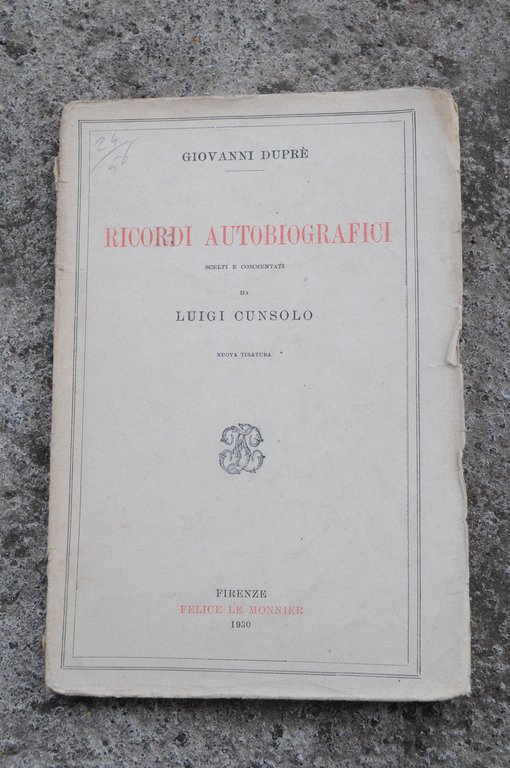 GIOVANNI DUPRÈ
RICORDI AUTOBIOGRAFICI
SCELTI E COMMENTATI
DA
LUIGI CUNSOLO
NUOVA TIRATURA
FIRENZE
FELICE LE MONNIER
1930